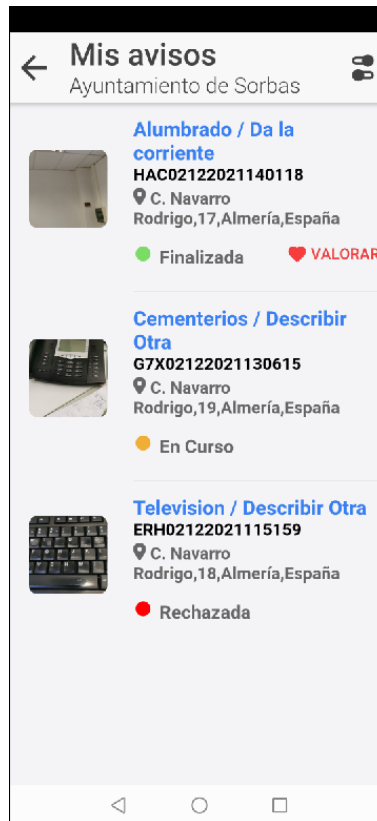 Mis avisos
Ayuntamiento de Sorbas
Alumbrado / Da la
corriente
HAC02122021140118
C. Navarro
Rodrigo,17,Almería,España
Finalizada VALORAR
Cementerios / Describir
Otra
G7X02122021130615
C. Navarro
Rodrigo,19,Almería,España
En Curso
Television / Describir Otra
ERH02122021115159
C. Navarro
Rodrigo,18,Almería,España
Rechazada